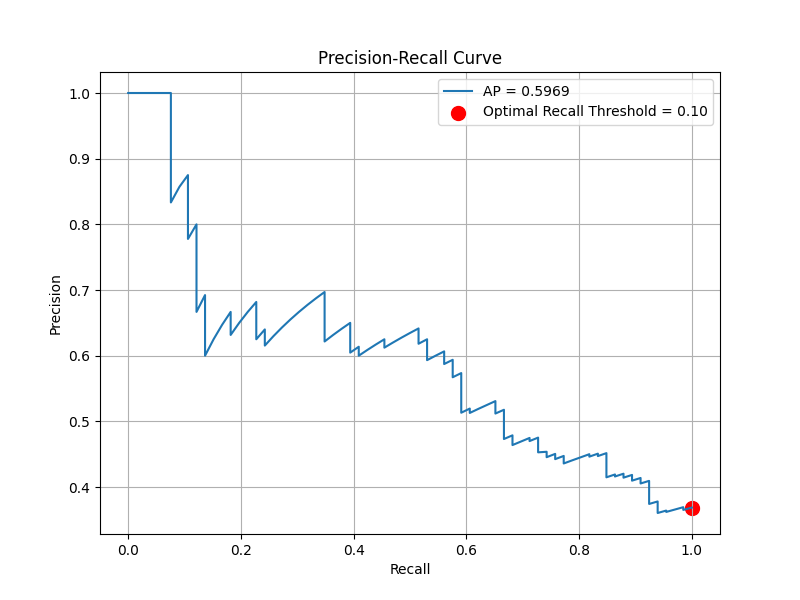 Precision-Recall Curve
AP = 0.5969
Optimal Recall Threshold = 0.10
1.0
0.9
0.8
0.7
0.6
0.5
0.4
Precision
0.0 0.2 0.4 0.6 0.8 1.0
Recall